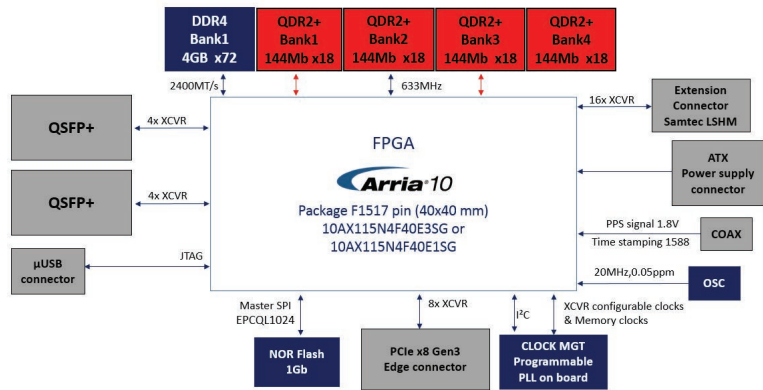 DDR4
Bank1
4GB x72
QDR2+
Bank1
144Mb x18
QDR2+
Bank2
144Mb x18
QDR2+
Bank3
144Mb x18
QDR2+
Bank4
144Mb x18
2400MT/s
633MHz
QSFP+
4x XCVR
QSFP+
4x XCVR
µUSB
connector
JTAG
FPGA
Arria 10
Package F1517 pin (40x40 mm)
10AX115N4F40E3SG or
10AX115N4F40E1SG
16x XCVR
Extension
Connector
Samtec LSHM
ATX
Power supply
connector
PPS signal 1.8V
Time stamping 1588
COAX
20MHz,0.05ppm
OSC
Master SPI
EPCQL1024
NOR Flash
1Gb
8x XCVR
PCIe x8 Gen3
Edge connector
I²C
XCVR configurable clocks
& Memory clocks
CLOCK MGT
Programmable
PLL on board